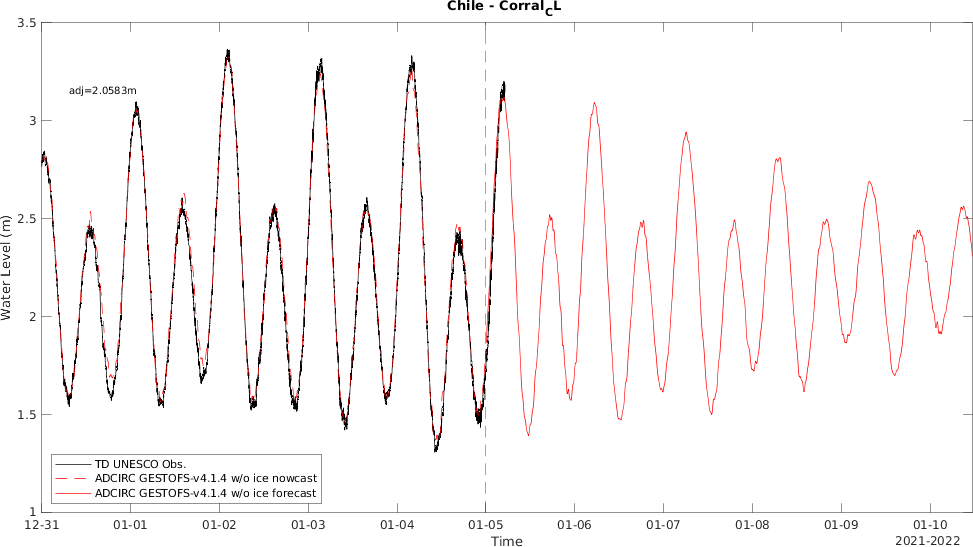 Chile - Corral_CL
3.5
adj=2.0583m
3
2.5
Water Level (m)
2
1.5
TD UNESCO Obs.
ADCIRC GESTOFS-v4.1.4 w/o ice nowcast
ADCIRC GESTOFS-v4.1.4 w/o ice forecast
1
12-31 01-01 01-02 01-03 01-04 01-05 01-06 01-07 01-08 01-09 01-10
Time
2021-2022